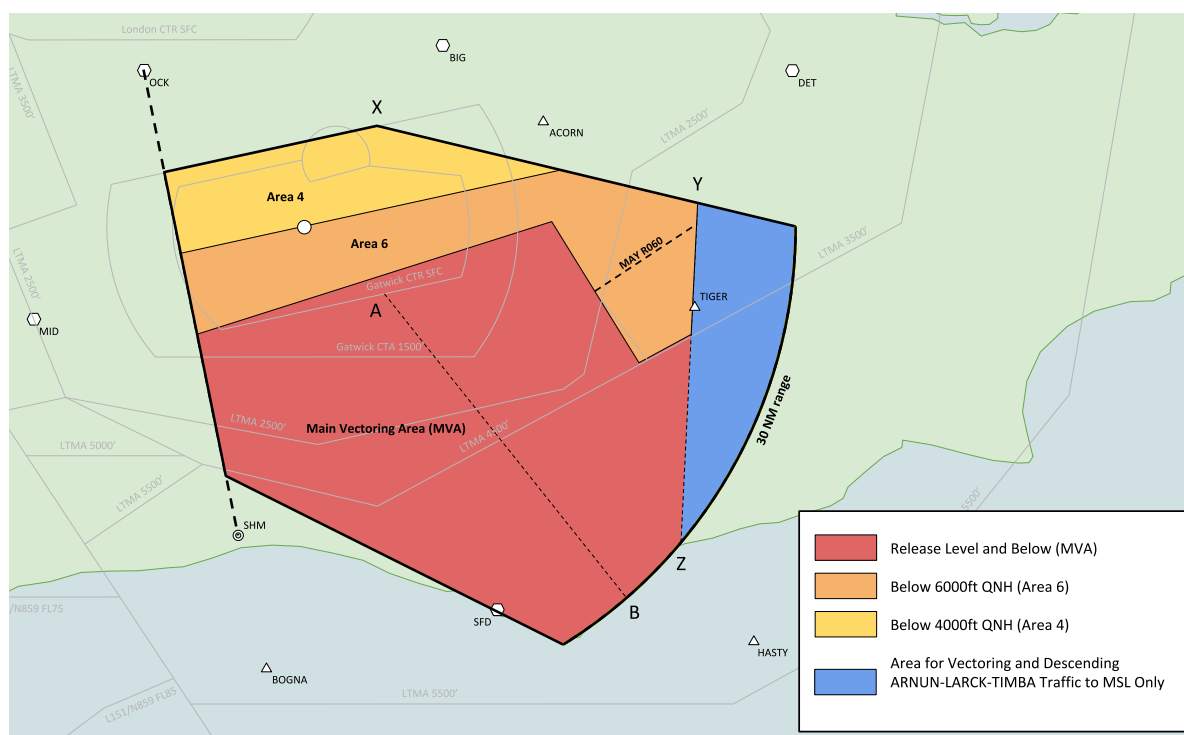 London CTR SFC
BIG
OCK
DET
LTMA 3500’
X
ACORN
LTMA 2500’
Area 4
Y
Area 6
MAY R060
LTMA 3500’
LTMA 2500’
Gatwick CTR SFC
TIGER
A
MID
Gatwick CTA 1500’
30 NM range
LTMA 2500’
Main Vectoring Area (MVA)
LTMA 4500’
LTMA 5000’
LTMA 5500’
5500’
SHM
Z
B
/N859 FL75
SFD
HASTY
BOGNA
L151/N859 FL85
LTMA 5500’
Release Level and Below (MVA)
Below 6000ft QNH (Area 6)
Below 4000ft QNH (Area 4)
Area for Vectoring and Descending
ARNUN-LARCK-TIMBA Traffic to MSL Only